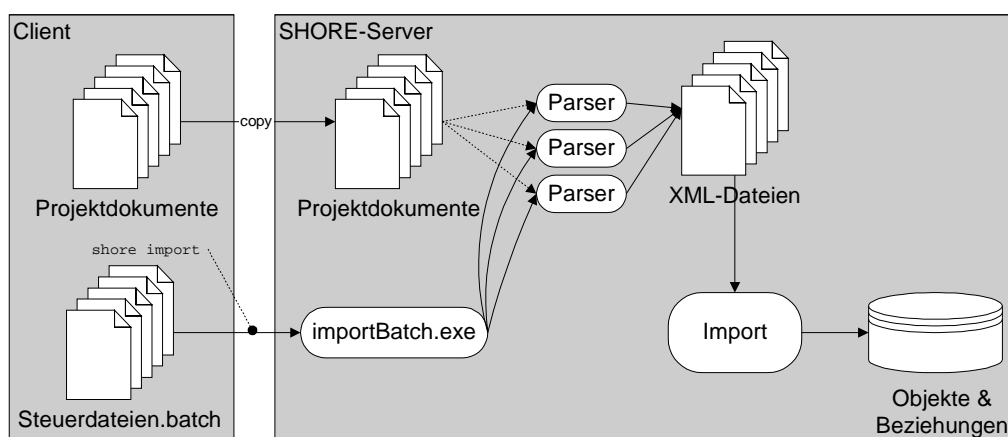 Client
SHORE-Server
copy
Parser
Parser
Parser
Projektdokumente
Projektdokumente
XML-Dateien
shore import
importBatch.exe
Import
Steuerdateien.batch
Objekte &
Beziehungen